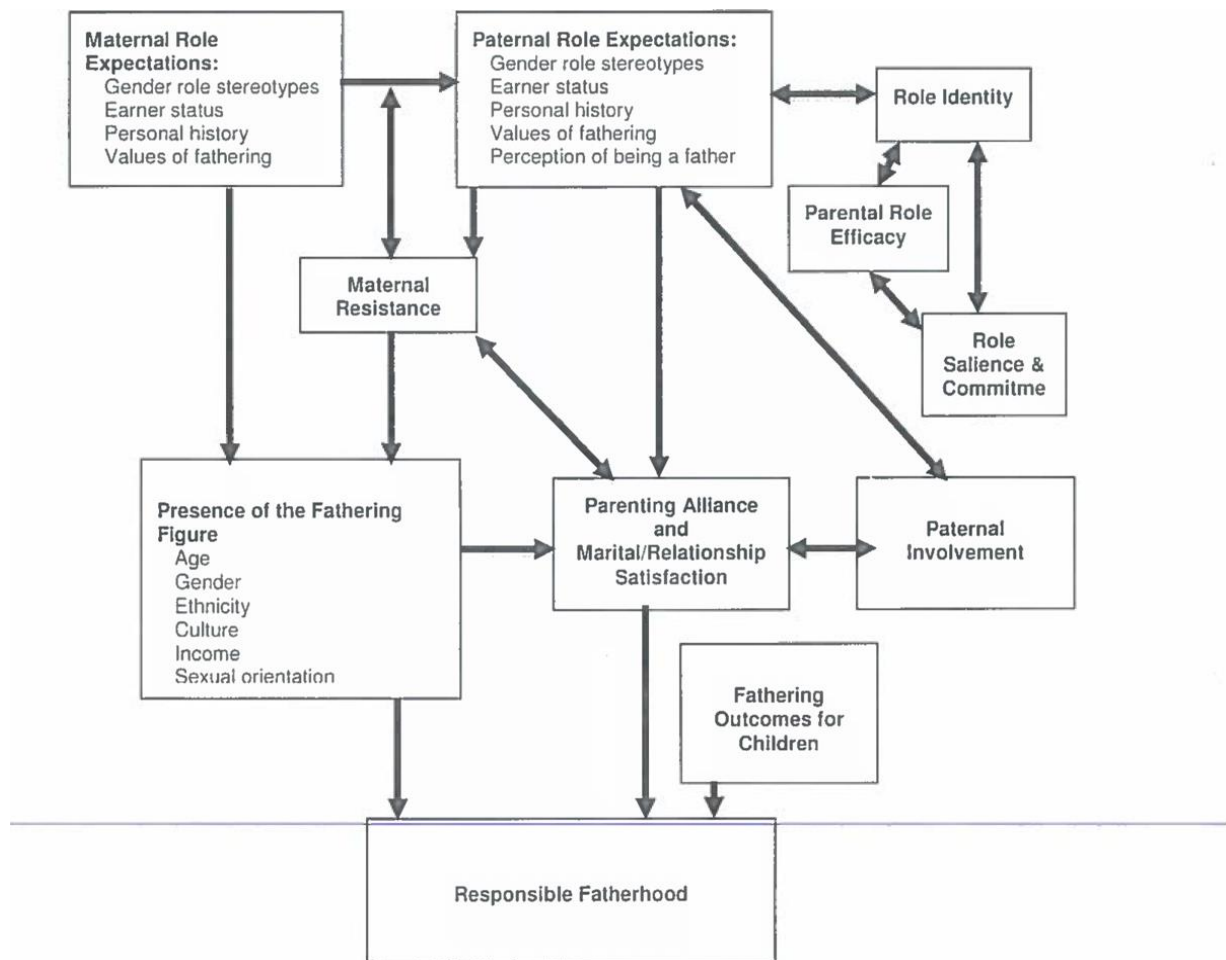 Maternal Role
Expectations:
Gender role stereotypes
Earner status
Personal history
Values of fathering
Paternal Role Expectations:
Gender role stereotypes
Earner status
Personal history
Values of fathering
Perception of being a father
Role Identity
Parental Role
Efficacy
Maternal
Resistance
Role
Salience &
Commitme
Presence of the Fathering
Figure
Age
Gender
Ethnicity
Culture
Income
Sexual orientation
Parenting Alliance
and
Marital/Relationship
Satisfaction
Paternal
Involvement
Fathering
Outcomes for
Children
Responsible Fatherhood